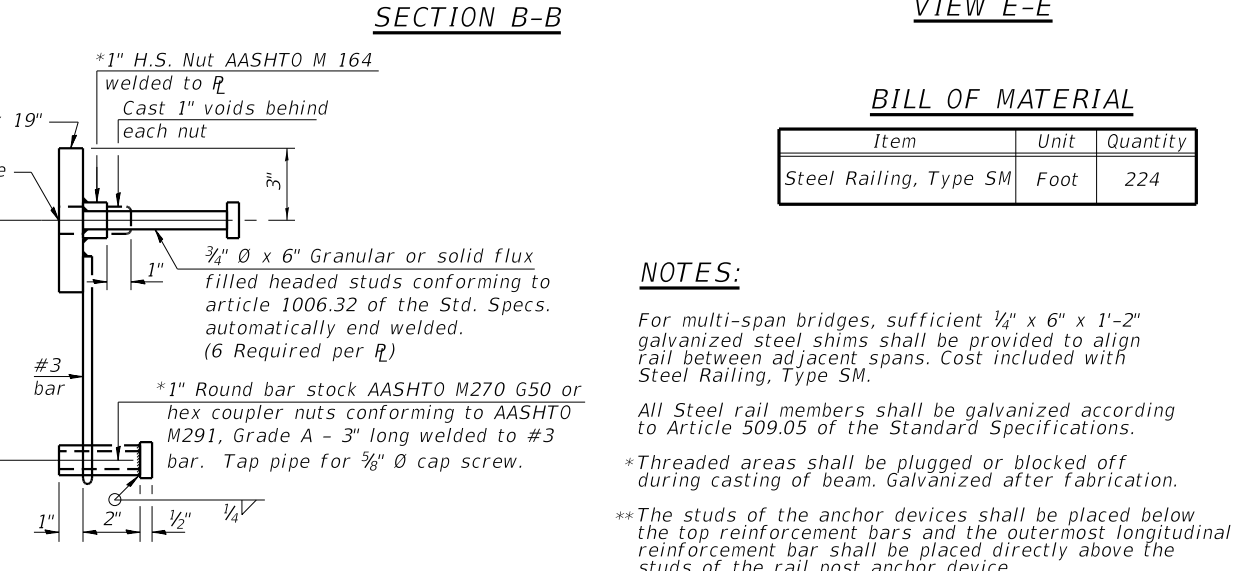 SECTION B-B
VIEW E-E
*1" H.S. Nut AASHTO M 164
welded to ℄
Cast 1" voids behind
each nut
19"
3"
1"
¾" Ø x 6" Granular or solid flux
filled headed studs conforming to
article 1006.32 of the Std. Specs.
automatically end welded.
(6 Required per ℄)
#3
bar
*1" Round bar stock AASHTO M270 G50 or
hex coupler nuts conforming to AASHTO
M291, Grade A - 3" long welded to #3
bar. Tap pipe for ⅝" Ø cap screw.
1"
2"
½"
¼
BILL OF MATERIAL
Item Unit Quantity
Steel Railing, Type SM Foot 224
NOTES:
For multi-span bridges, sufficient ¼" x 6" x 1'-2"
galvanized steel shims shall be provided to align
rail between adjacent spans. Cost included with
Steel Railing, Type SM.
All Steel rail members shall be galvanized according
to Article 509.05 of the Standard Specifications.
*Threaded areas shall be plugged or blocked off
during casting of beam. Galvanized after fabrication.
**The studs of the anchor devices shall be placed below
the top reinforcement bars and the outermost longitudinal
reinforcement bar shall be placed directly above the
studs of the rail post anchor device.